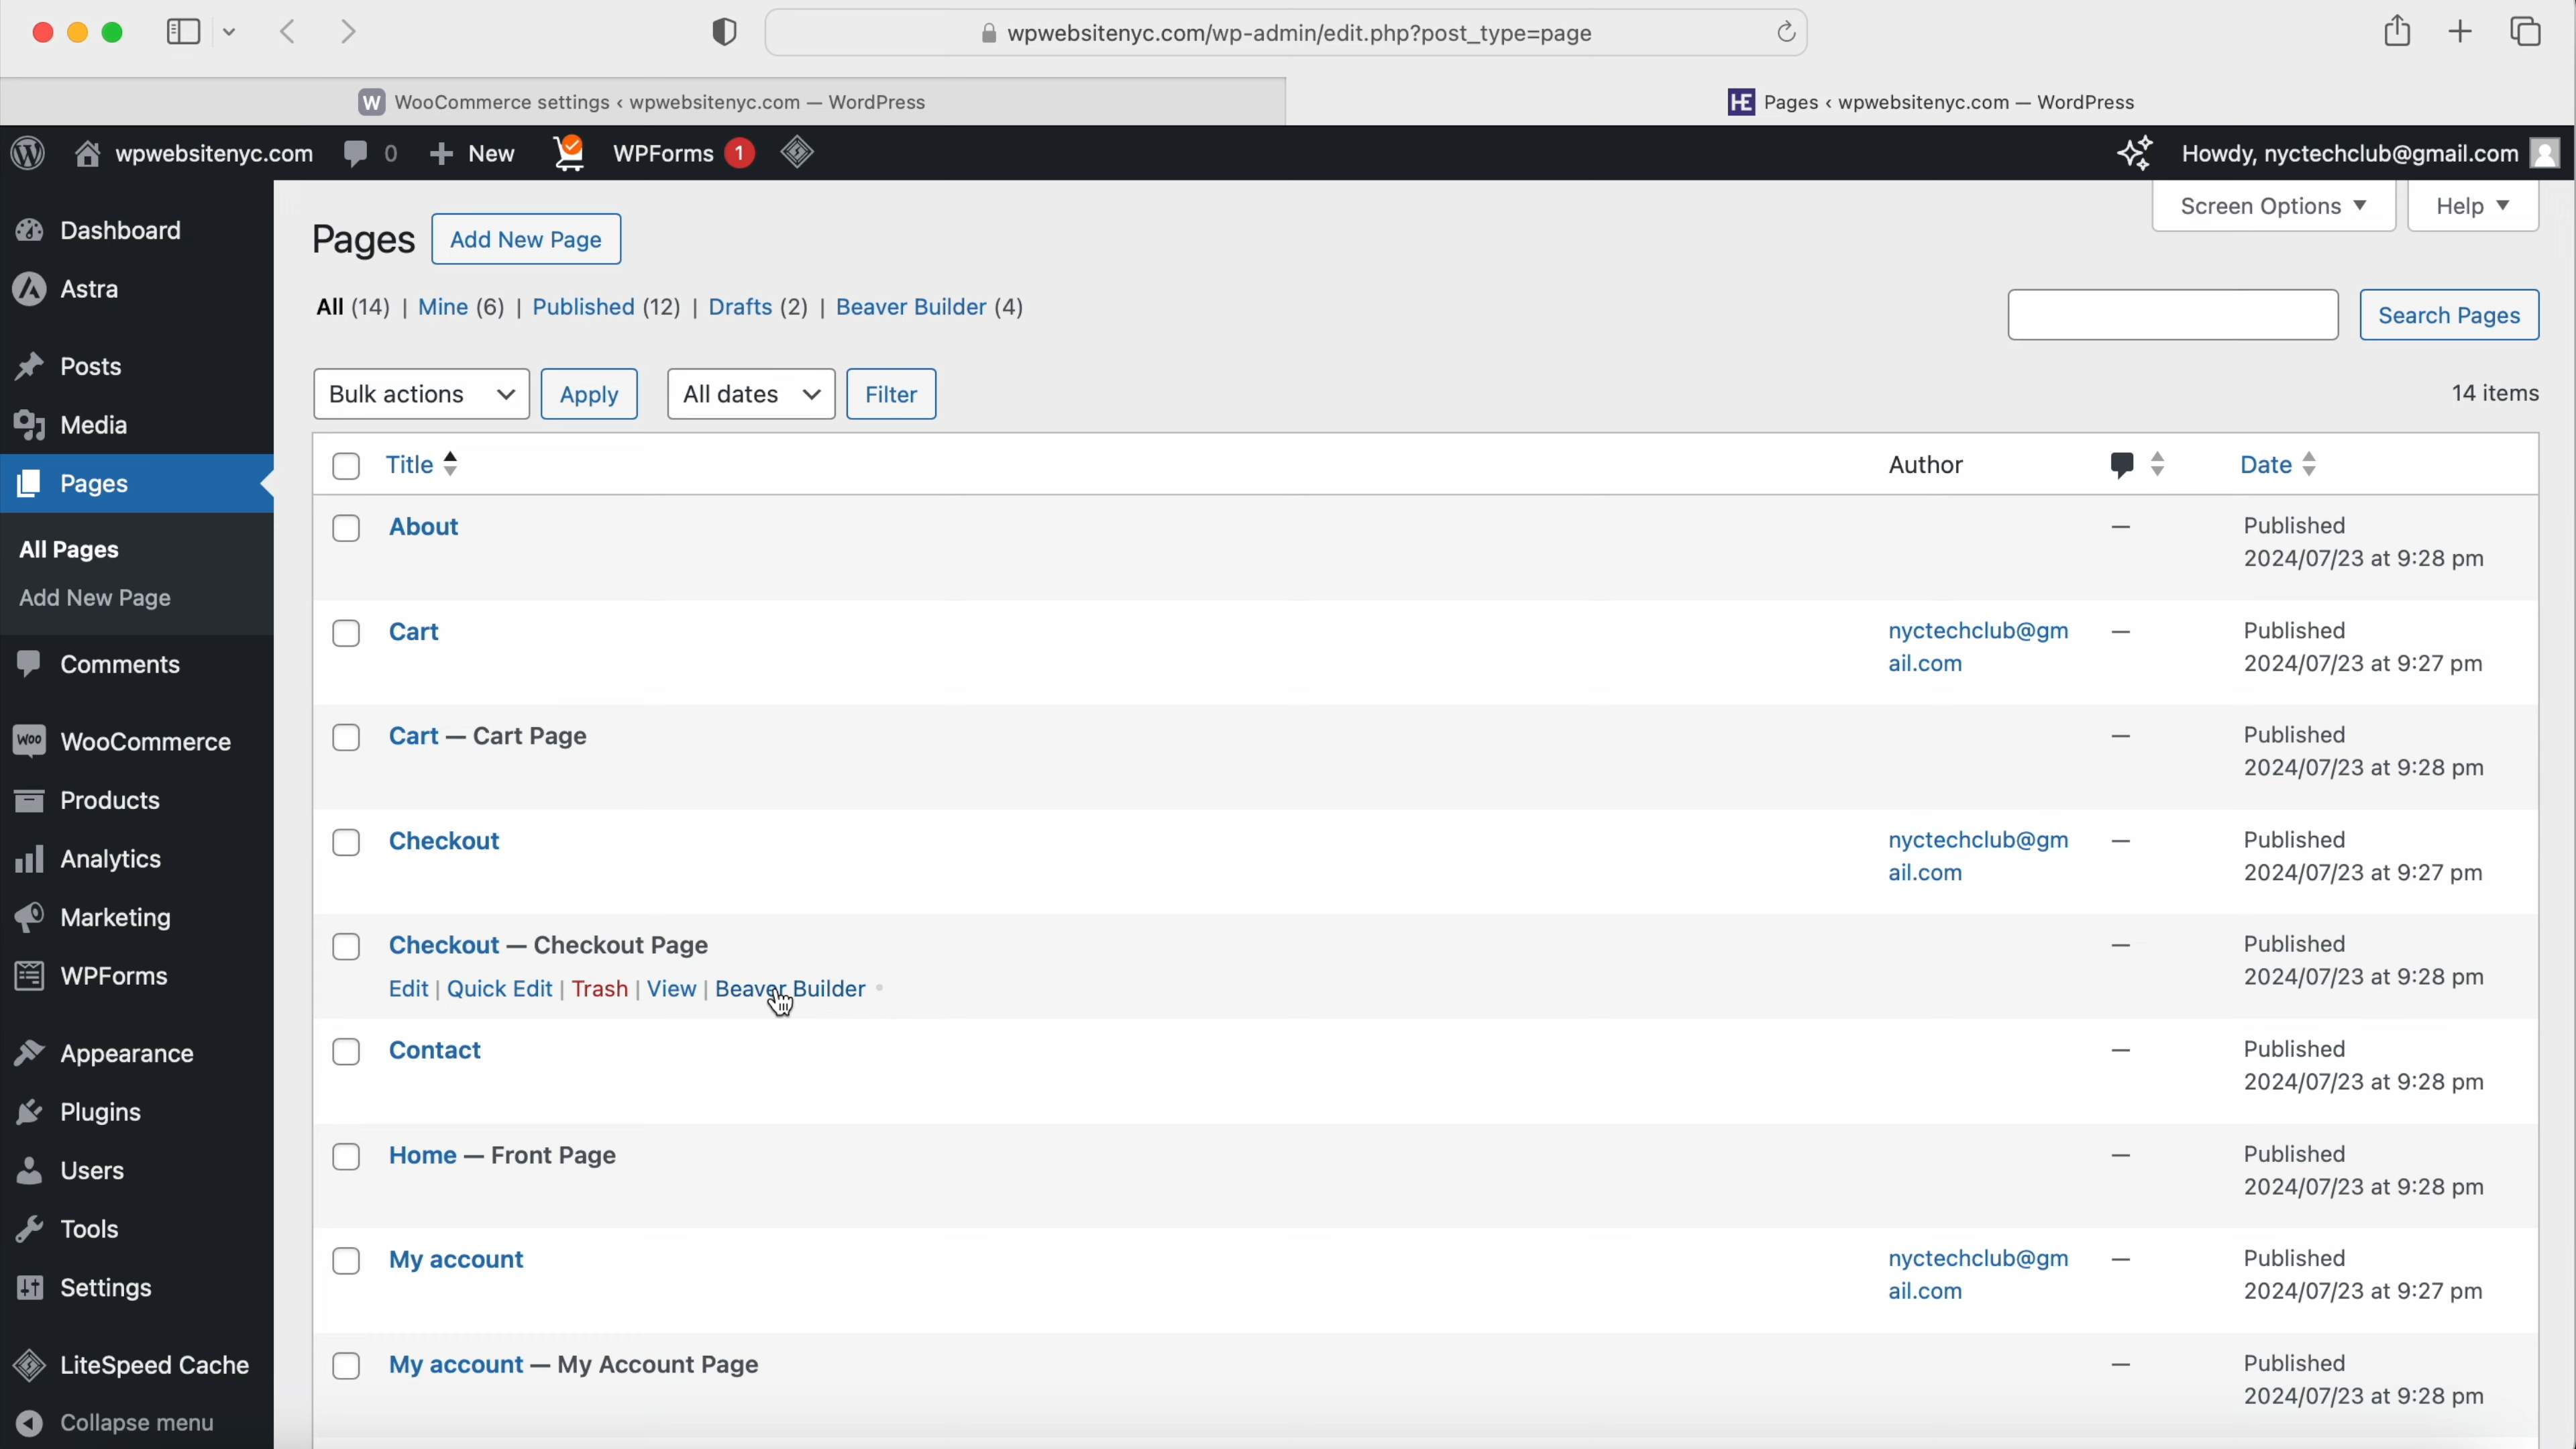 wpwebsitenyc.com/wp-admin/edit.php?post_type=page
W WooCommerce settings ‹ wpwebsitenyc.com — WordPress
HE Pages ‹ wpwebsitenyc.com — WordPress
wpwebsitenyc.com 0 + New WPForms 1 Howdy, nyctechclub@gmail.com
Dashboard
Astra
Posts
Media
Pages
All Pages
Add New Page
Comments
Woo WooCommerce
Products
Analytics
Marketing
WPForms
Appearance
Plugins
Users
Tools
Settings
LiteSpeed Cache
Collapse menu
Screen Options Help
Pages Add New Page
All (14) | Mine (6) | Published (12) | Drafts (2) | Beaver Builder (4)
Search Pages
Bulk actions Apply All dates Filter 14 items
Title Author Date
About — Published
2024/07/23 at 9:28 pm
Cart nyctechclub@gm — Published
ail.com 2024/07/23 at 9:27 pm
Cart — Cart Page — Published
2024/07/23 at 9:28 pm
Checkout nyctechclub@gm — Published
ail.com 2024/07/23 at 9:27 pm
Checkout — Checkout Page — Published
Edit | Quick Edit | Trash | View | Beaver Builder 2024/07/23 at 9:28 pm
Contact — Published
2024/07/23 at 9:28 pm
Home — Front Page — Published
2024/07/23 at 9:28 pm
My account nyctechclub@gm — Published
ail.com 2024/07/23 at 9:27 pm
My account — My Account Page — Published
2024/07/23 at 9:28 pm